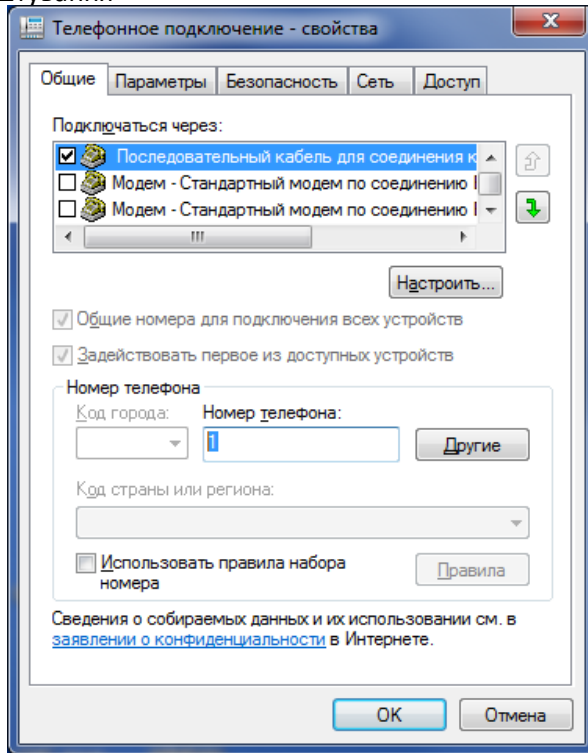 Телефонное подключение - свойства
Общие Параметры Безопасность Сеть Доступ
Подключаться через:
Последовательный кабель для соединения к
Модем - Стандартный модем по соединению
Модем - Стандартный модем по соединению
Настроить...
Общие номера для подключения всех устройств
Задействовать первое из доступных устройств
Номер телефона
Код города: Номер телефона:
1 Другие
Код страны или региона:
Использовать правила набора
номера
Правила
Сведения о собираемых данных и их использовании см. в
заявлении о конфиденциальности в Интернете.
OK Отмена